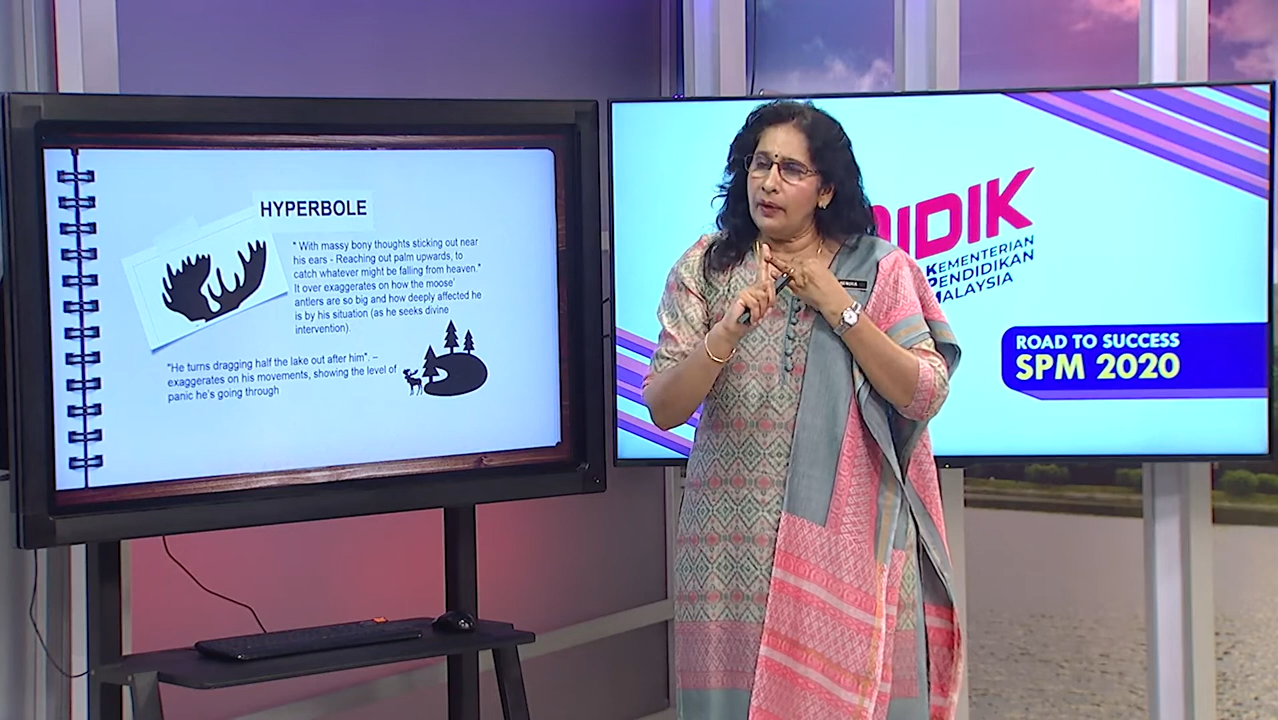 HYPERBOLE
" With massy bony thoughts sticking out near
his ears - Reaching out palm upwards, to
catch whatever might be falling from heaven."
It over exaggerates on how the moose'
antlers are so big and how deeply affected he
is by his situation (as he seeks divine
intervention).
"He turns dragging half the lake out after him". –
exaggerates on his movements, showing the level of
panic he's going through
DIDIK
KEMENTERIAN
PENDIDIKAN
MALAYSIA
ROAD TO SUCCESS
SPM 2020